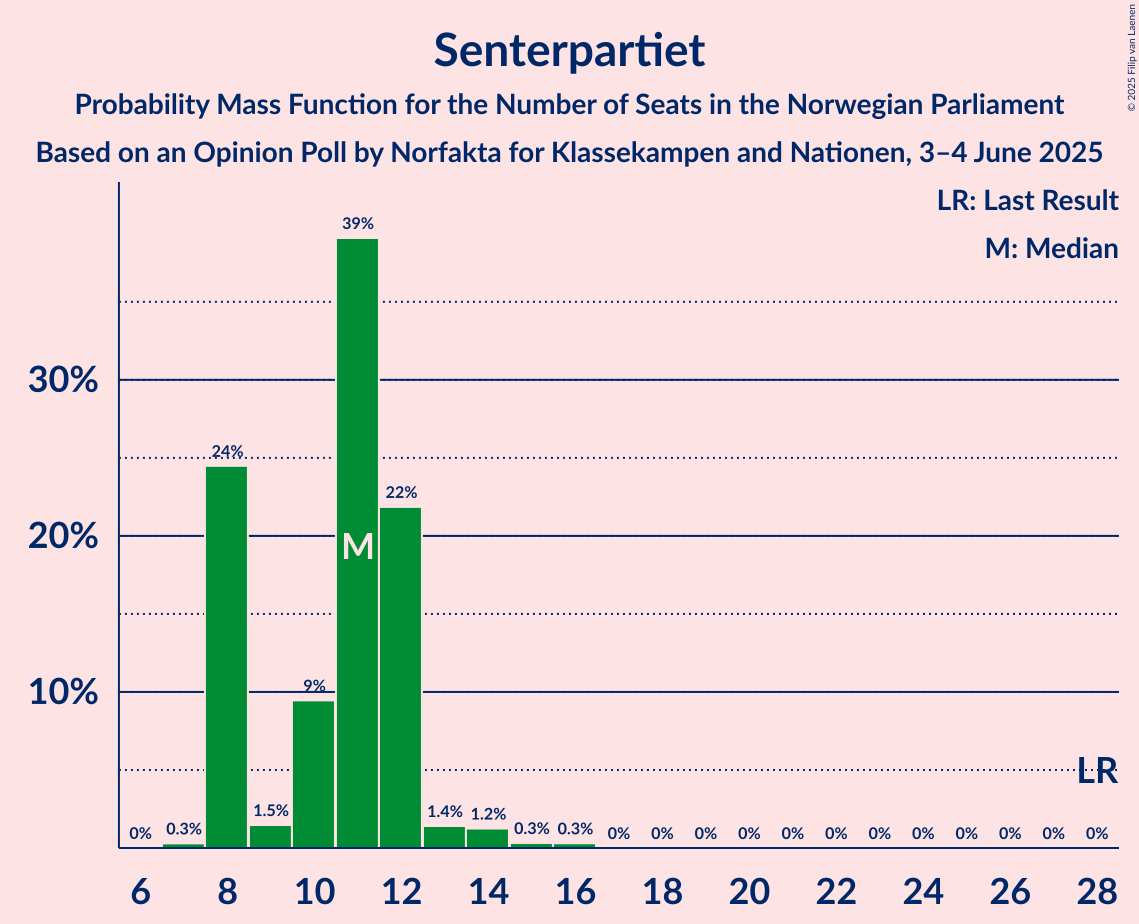 Senterpartiet
Probability Mass Function for the Number of Seats in the Norwegian Parliament
Based on an Opinion Poll by Norfakta for Klassekampen and Nationen, 3–4 June 2025
© 2025 Filip van Laenen
LR: Last Result
M: Median
39%
30%
24%
22%
20%
M
10%
9%
LR
0% 0.3% 1.5% 1.4% 1.2% 0.3% 0.3% 0% 0% 0% 0% 0% 0% 0% 0% 0% 0% 0% 0%
6 8 10 12 14 16 18 20 22 24 26 28